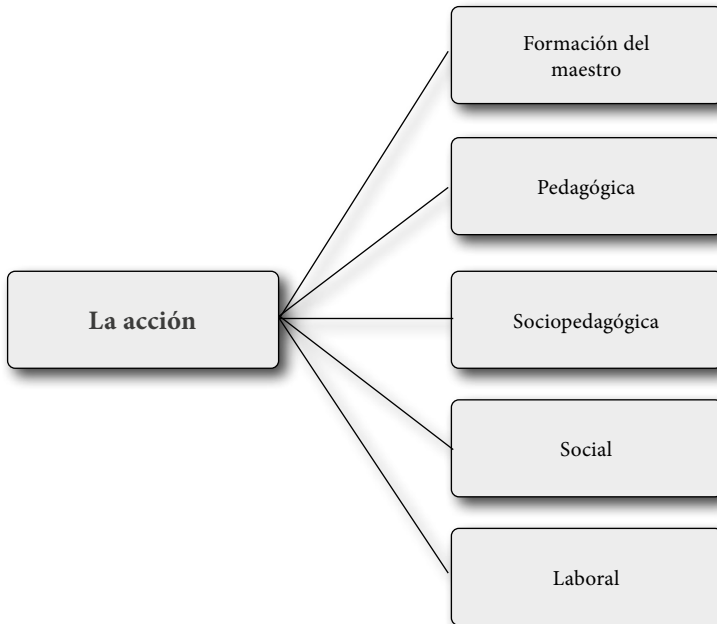 Formación del
maestro
Pedagógica
La acción
Sociopedagógica
Social
Laboral